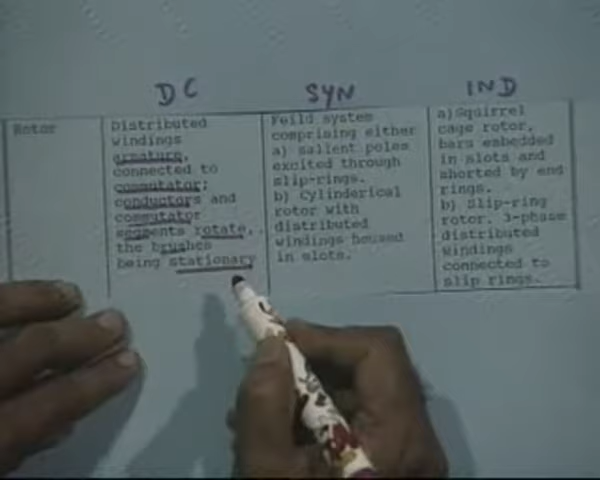 DC SYN IND
Rotor
Distributed
windings
armature,
connected to
commutator;
conductors and
commutator
segments rotate,
the brushes
being stationary
Feild system
comprising either
a) salient poles
excited through
slip-rings.
b) Cylinderical
rotor with
distributed
windings housed
in slots.
a)Squirrel
cage rotor,
bars embedded
in slots and
shorted by end
rings.
b) Slip-ring
rotor. 3-phase
distributed
windings
connected to
slip rings.